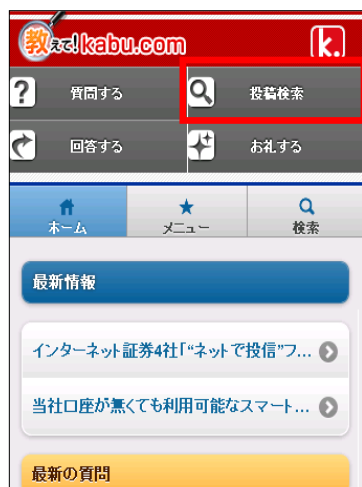 教えて!kabu.com
k.
? 質問する
投稿検索
回答する
お礼する
ホーム
メニュー
検索
最新情報
インターネット証券4社「“ネットで投信”フ...
当社口座が無くても利用可能なスマート...
最新の質問